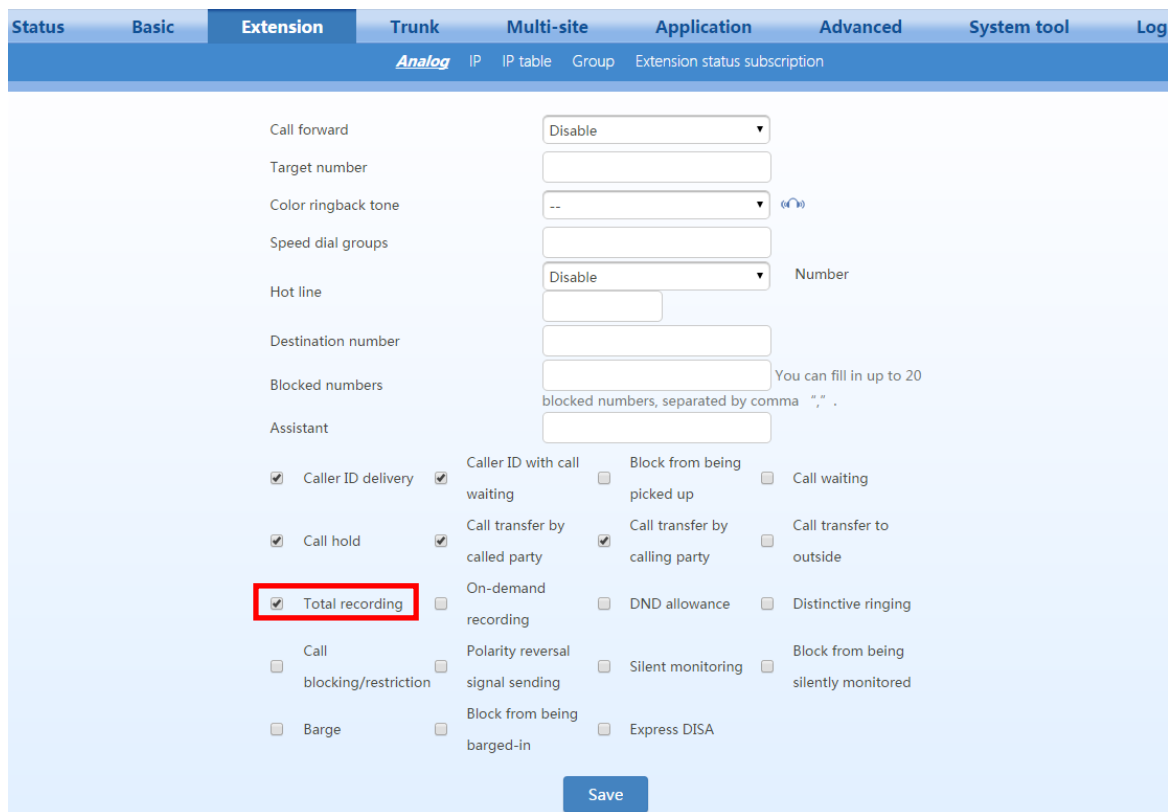 Status Basic Extension Trunk Multi-site Application Advanced System tool Log
Analog IP IP table Group Extension status subscription
Call forward Disable
Target number
Color ringback tone --
Speed dial groups
Hot line Disable Number
Destination number
Blocked numbers You can fill in up to 20
blocked numbers, separated by comma “,” .
Assistant
Caller ID delivery Caller ID with call waiting Block from being picked up Call waiting
Call hold Call transfer by called party Call transfer by calling party Call transfer to outside
Total recording On-demand recording DND allowance Distinctive ringing
Call blocking/restriction Polarity reversal signal sending Silent monitoring Block from being silently monitored
Barge Block from being barged-in Express DISA
Save